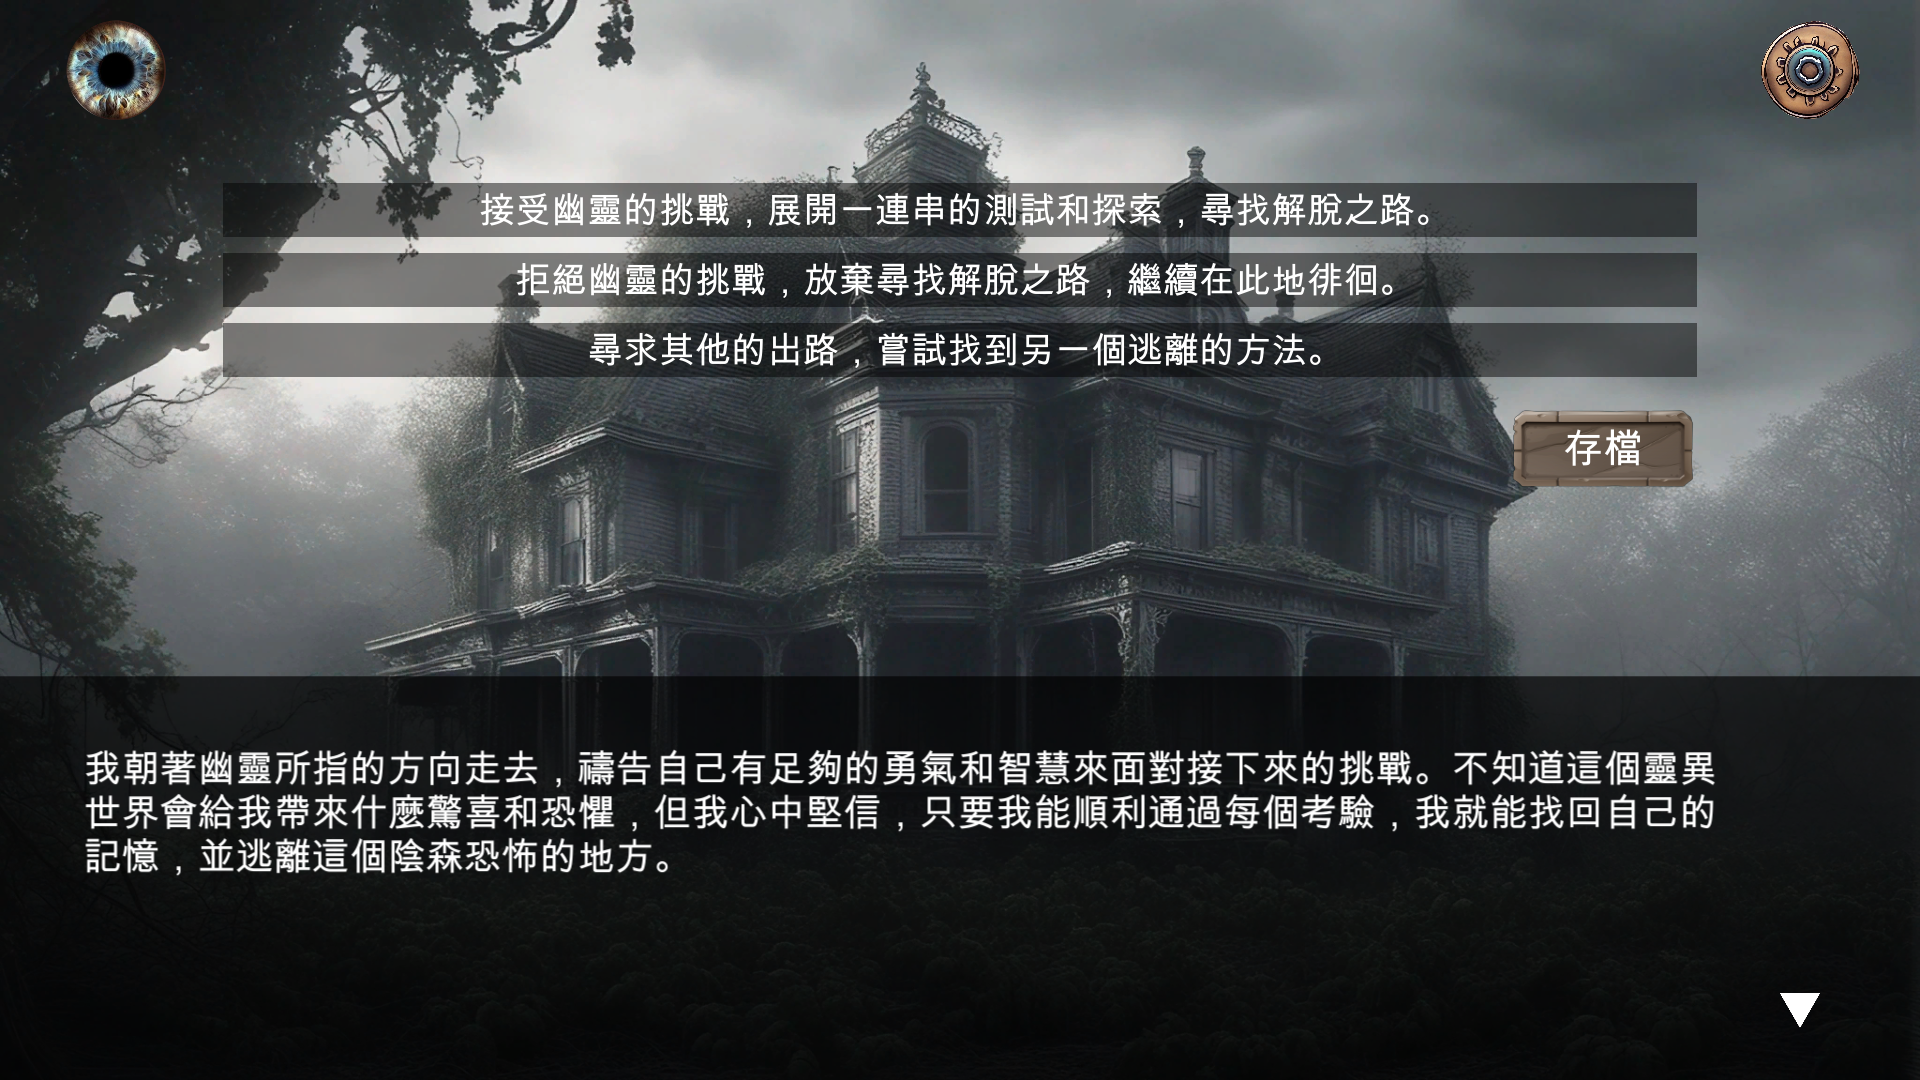 接受幽靈的挑戰，展開一連串的測試和探索，尋找解脫之路。
拒絕幽靈的挑戰，放棄尋找解脫之路，繼續在此地徘徊。
尋求其他的出路，嘗試找到另一個逃離的方法。
存檔
我朝著幽靈所指的方向走去，禱告自己有足夠的勇氣和智慧來面對接下來的挑戰。不知道這個靈異
世界會給我帶來什麼驚喜和恐懼，但我心中堅信，只要我能順利通過每個考驗，我就能找回自己的
記憶，並逃離這個陰森恐怖的地方。